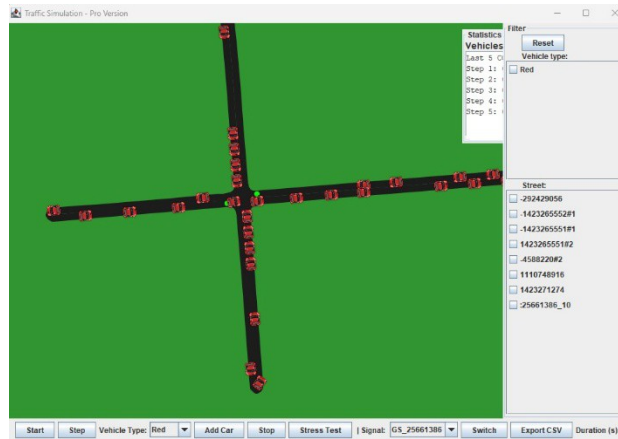 Traffic Simulation - Pro Version
Statistics
Vehicles
Last 5 C
Step 1:
Step 2:
Step 3:
Step 4:
Step 5:
Filter
Reset
Vehicle type:
Red
Street:
-292429056
-1423265552#1
-1423265551#1
1423265551#2
-4588220#2
1110748916
1423271274
:25661386_10
Start Step Vehicle Type: Red Add Car Stop Stress Test | Signal: GS_25661386 Switch Export CSV Duration (s)